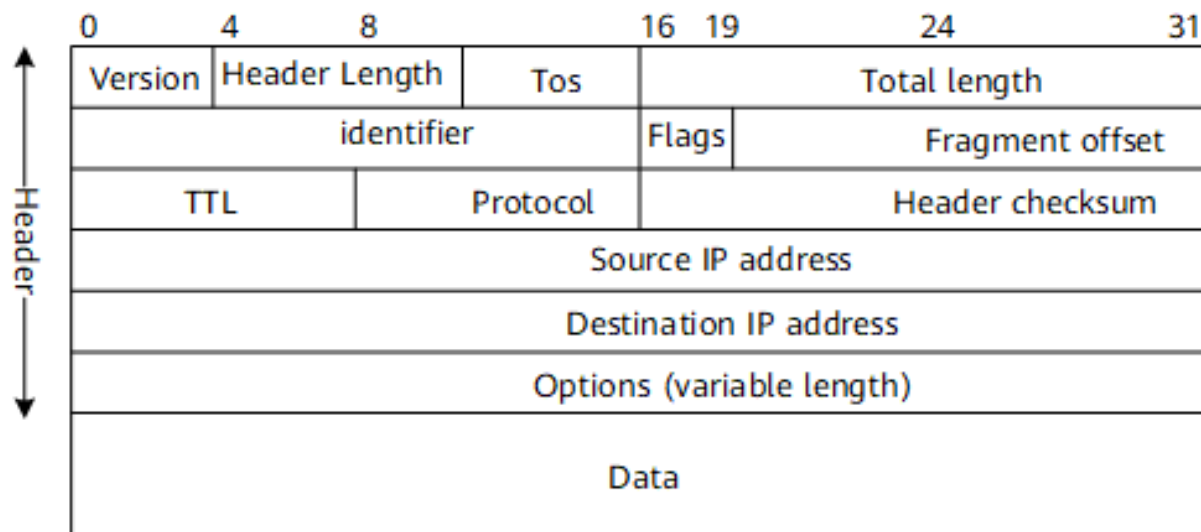 0 4 8 16 19 24 31
Version Header Length Tos Total length
identifier Flags Fragment offset
TTL Protocol Header checksum
Source IP address
Destination IP address
Options (variable length)
Data
Header